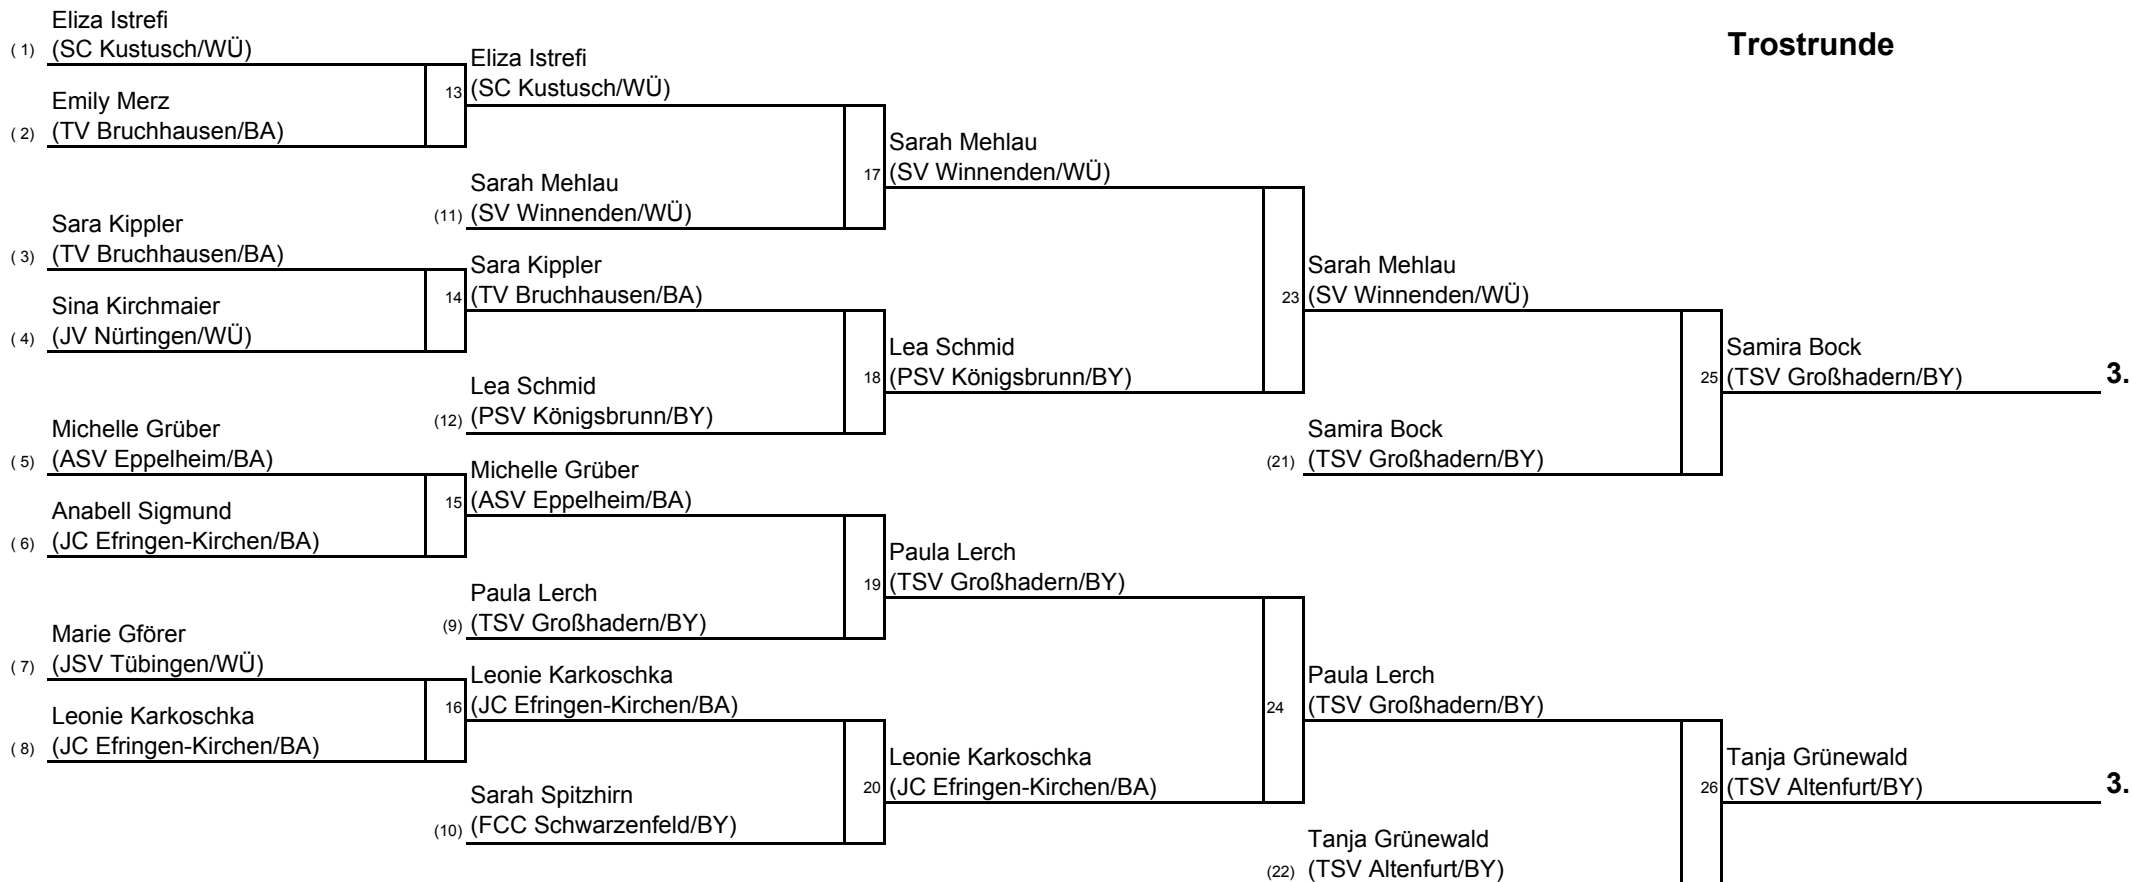 Trostrunde
Eliza Istrefi
( 1) (SC Kustusch/WÜ)
Emily Merz
( 2) (TV Bruchhausen/BA)
Sara Kippler
( 3) (TV Bruchhausen/BA)
Sina Kirchmaier
( 4) (JV Nürtingen/WÜ)
Michelle Grüber
( 5) (ASV Eppelheim/BA)
Anabell Sigmund
( 6) (JC Efringen-Kirchen/BA)
Marie Gförer
( 7) (JSV Tübingen/WÜ)
Leonie Karkoschka
( 8) (JC Efringen-Kirchen/BA)
Eliza Istrefi
13 (SC Kustusch/WÜ)
Sarah Mehlau
(11) (SV Winnenden/WÜ)
Sara Kippler
14 (TV Bruchhausen/BA)
Lea Schmid
(12) (PSV Königsbrunn/BY)
Michelle Grüber
15 (ASV Eppelheim/BA)
Paula Lerch
(9) (TSV Großhadern/BY)
Leonie Karkoschka
16 (JC Efringen-Kirchen/BA)
Sarah Spitzhirn
(10) (FCC Schwarzenfeld/BY)
Sarah Mehlau
17 (SV Winnenden/WÜ)
Lea Schmid
18 (PSV Königsbrunn/BY)
Paula Lerch
19 (TSV Großhadern/BY)
Leonie Karkoschka
20 (JC Efringen-Kirchen/BA)
Sarah Mehlau
23 (SV Winnenden/WÜ)
Samira Bock
(21) (TSV Großhadern/BY)
Paula Lerch
24 (TSV Großhadern/BY)
Tanja Grünewald
(22) (TSV Altenfurt/BY)
Samira Bock
25 (TSV Großhadern/BY) 3.
Tanja Grünewald
26 (TSV Altenfurt/BY) 3.